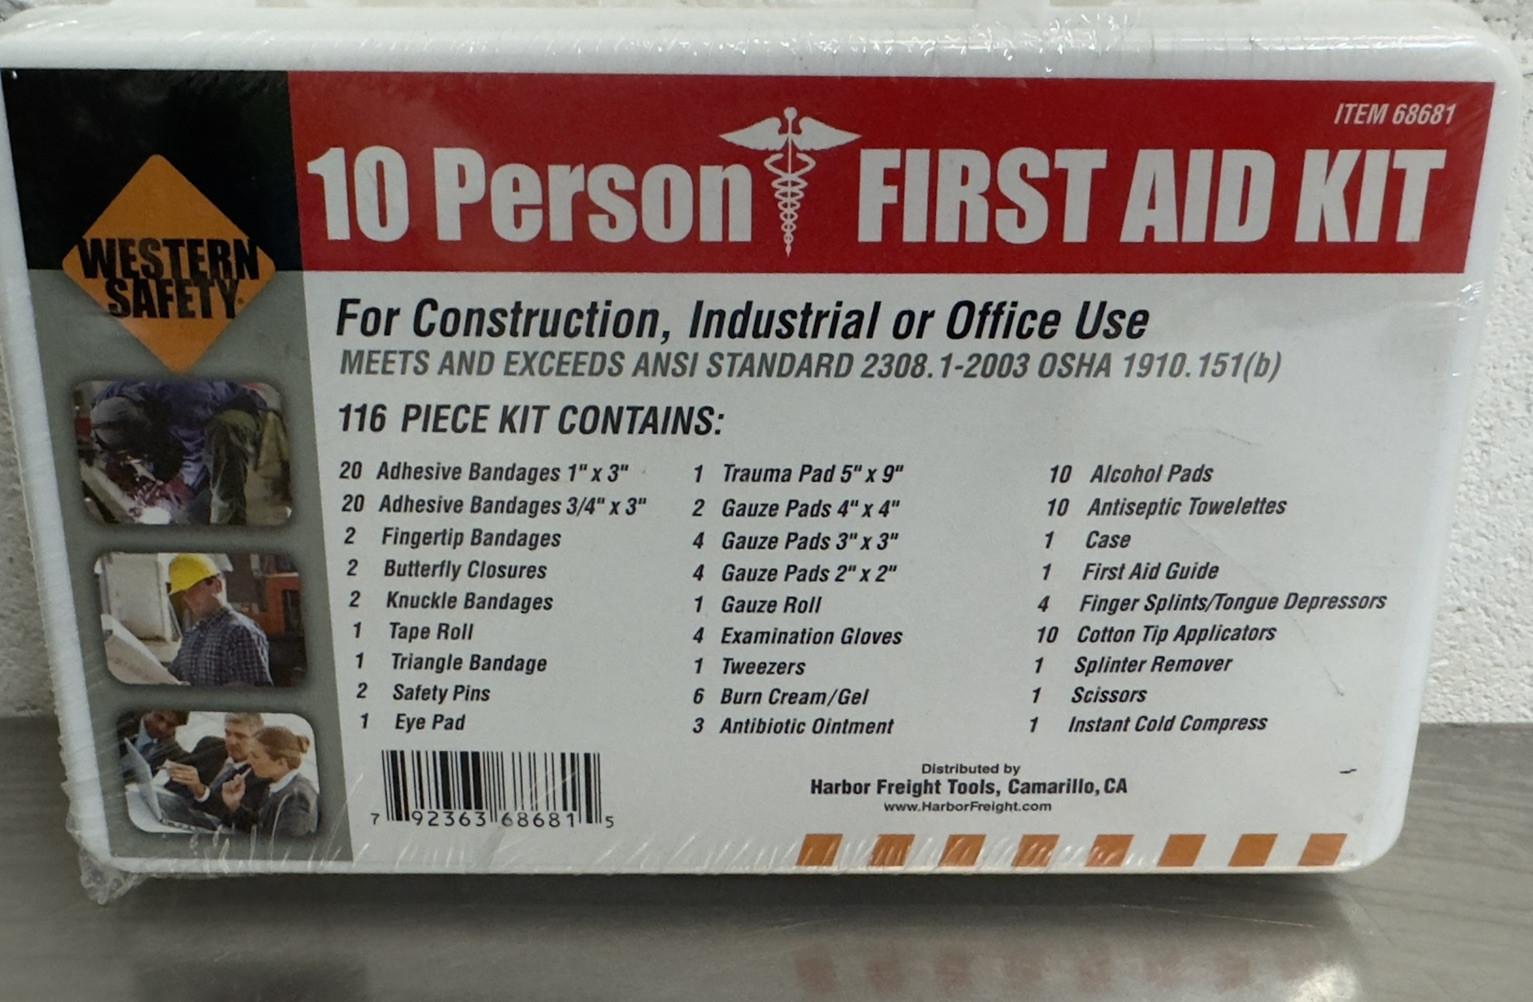 ITEM 68681
10 Person FIRST AID KIT
WESTERN
SAFETY
For Construction, Industrial or Office Use
MEETS AND EXCEEDS ANSI STANDARD 2308.1-2003 OSHA 1910.151(b)
116 PIECE KIT CONTAINS:
20 Adhesive Bandages 1" x 3"
20 Adhesive Bandages 3/4" x 3"
2 Fingertip Bandages
2 Butterfly Closures
2 Knuckle Bandages
1 Tape Roll
1 Triangle Bandage
2 Safety Pins
1 Eye Pad
1 Trauma Pad 5" x 9"
2 Gauze Pads 4" x 4"
4 Gauze Pads 3" x 3"
4 Gauze Pads 2" x 2"
1 Gauze Roll
4 Examination Gloves
1 Tweezers
6 Burn Cream/Gel
3 Antibiotic Ointment
10 Alcohol Pads
10 Antiseptic Towelettes
1 Case
1 First Aid Guide
4 Finger Splints/Tongue Depressors
10 Cotton Tip Applicators
1 Splinter Remover
1 Scissors
1 Instant Cold Compress
7 92363 68681 5
Distributed by
Harbor Freight Tools, Camarillo, CA
www.HarborFreight.com